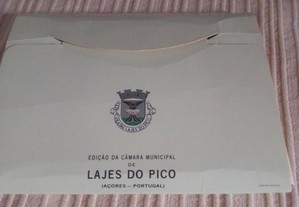 EDIÇÃO DA CÂMARA MUNICIPAL
DE
LAJES DO PICO
(AÇORES — PORTUGAL)